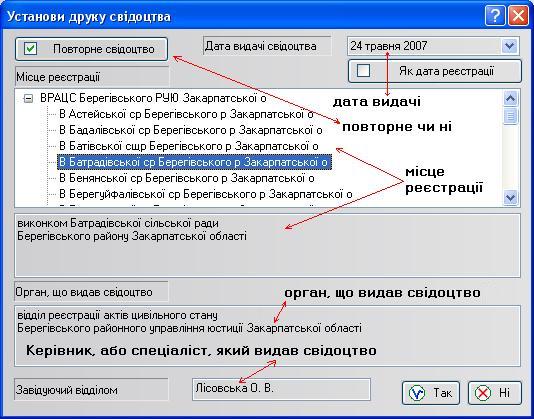 Установи друку свідоцтва
Повторне свідоцтво
Дата видачі свідоцтва
24 травня 2007
Як дата реєстрації
Місце реєстрації
ВРАЦС Берегівського РУЮ Закарпатської о
В Астейської ср Берегівського р Закарпатської о
В Бадалівської ср Берегівського р Закарпатської о
В Батівської сщр Берегівського р Закарпатської о
В Батрадівської ср Берегівського р Закарпатської о
В Бенянської ср Берегівського р Закарпатської о
В Берегуйфалівської ср Берегівського р Закарпатської о
дата видачі
повторне чи ні
місце
реєстрації
виконком Батрадівської сільської ради
Берегівського району Закарпатської області
Орган, що видав свідоцтво
орган, що видав свідоцтво
відділ реєстрації актів цивільного стану
Берегівського районного управління юстиції Закарпатської області
Керівник, або спеціаліст, який видав свідоцтво
Завідуючий відділом
Лісовська О. В.
Так
Ні